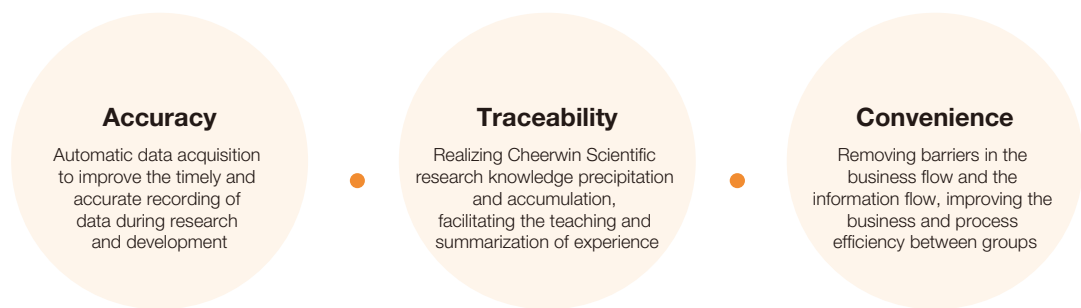 Accuracy
Automatic data acquisition
to improve the timely and
accurate recording of
data during research
and development
Traceability
Realizing Cheerwin Scientific
research knowledge precipitation
and accumulation,
facilitating the teaching and
summarization of experience
Convenience
Removing barriers in the
business flow and the
information flow, improving the
business and process
efficiency between groups